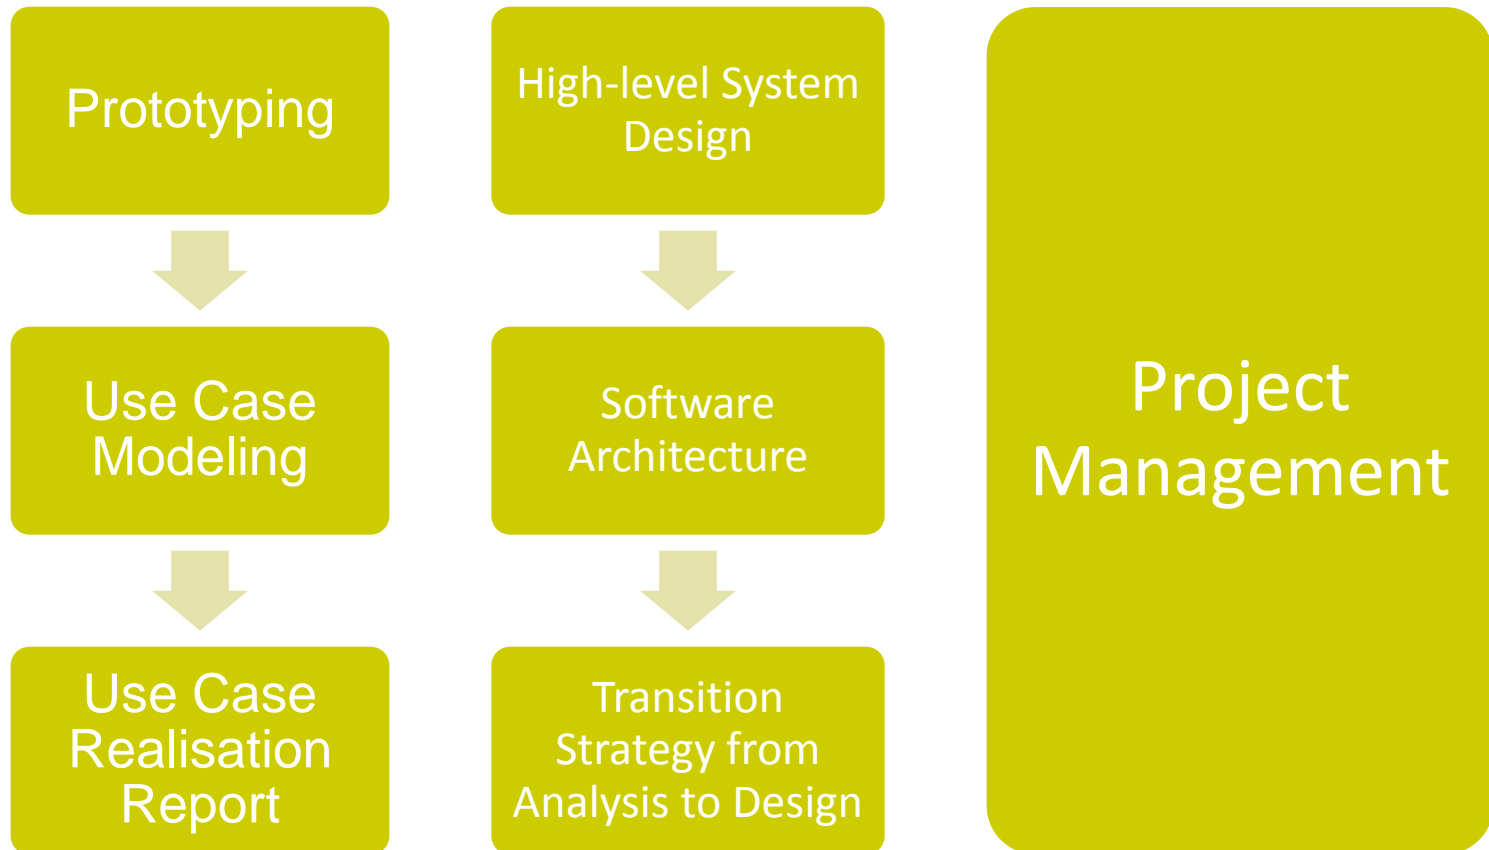 Prototyping
Use Case
Modeling
Use Case
Realisation
Report
High-level System
Design
Software
Architecture
Transition
Strategy from
Analysis to Design
Project
Management